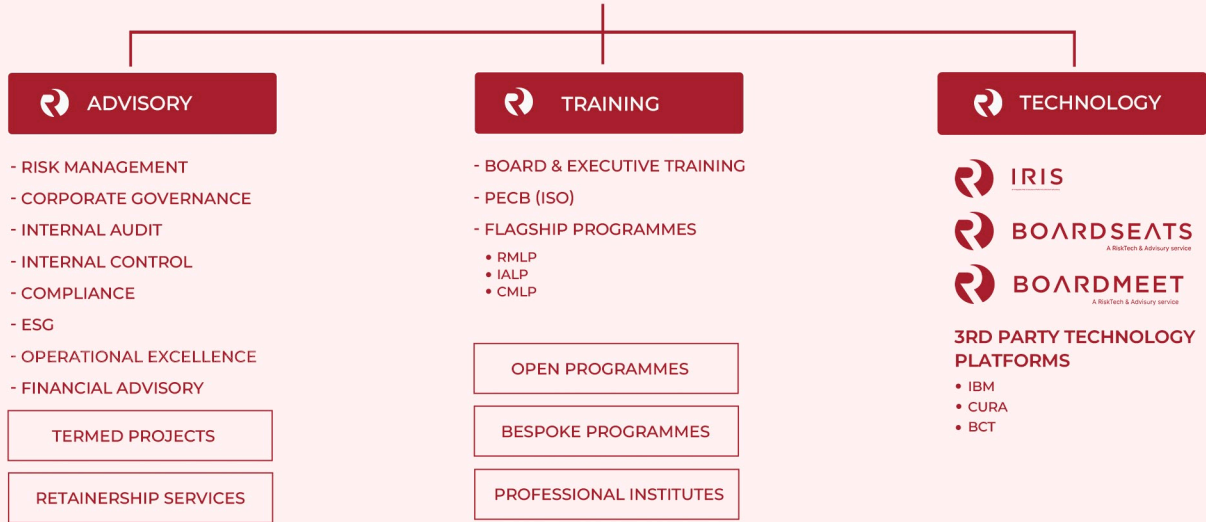 ADVISORY
- RISK MANAGEMENT
- CORPORATE GOVERNANCE
- INTERNAL AUDIT
- INTERNAL CONTROL
- COMPLIANCE
- ESG
- OPERATIONAL EXCELLENCE
- FINANCIAL ADVISORY
TERMED PROJECTS
RETAINERSHIP SERVICES
TRAINING
- BOARD & EXECUTIVE TRAINING
- PECB (ISO)
- FLAGSHIP PROGRAMMES
• RMLP
• IALP
• CMLP
OPEN PROGRAMMES
BESPOKE PROGRAMMES
PROFESSIONAL INSTITUTES
TECHNOLOGY
IRIS
BOARDSEATS
A RiskTech & Advisory service
BOARDMEET
A RiskTech & Advisory service
3RD PARTY TECHNOLOGY
PLATFORMS
• IBM
• CURA
• BCT